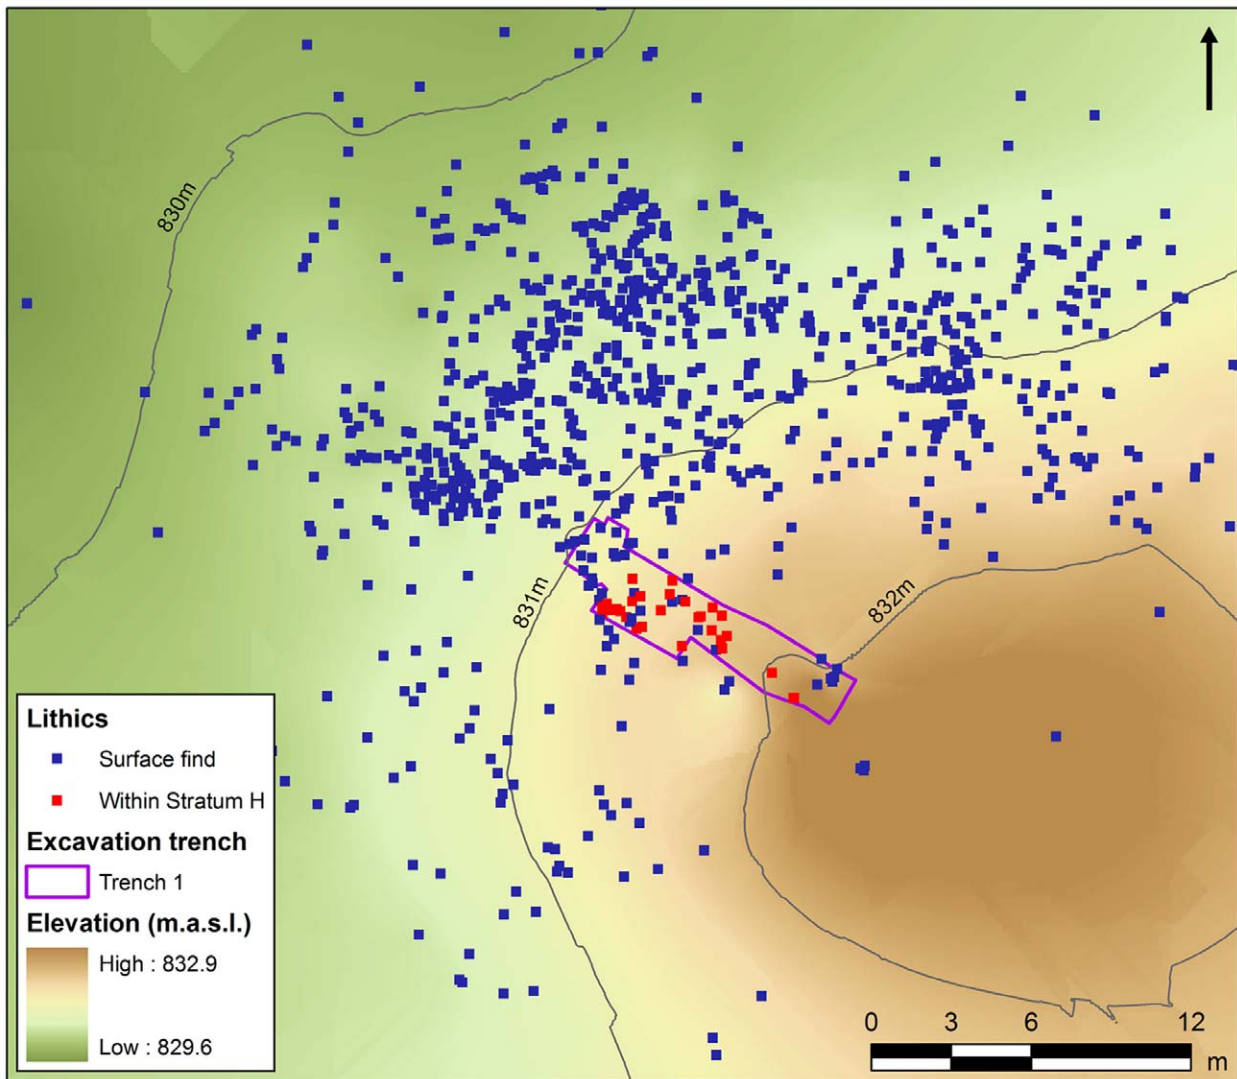 830m
831m
832m
Lithics
Surface find
Within Stratum H
Excavation trench
Trench 1
Elevation (m.a.s.l.)
High : 832.9
Low : 829.6
0 3 6 12
m